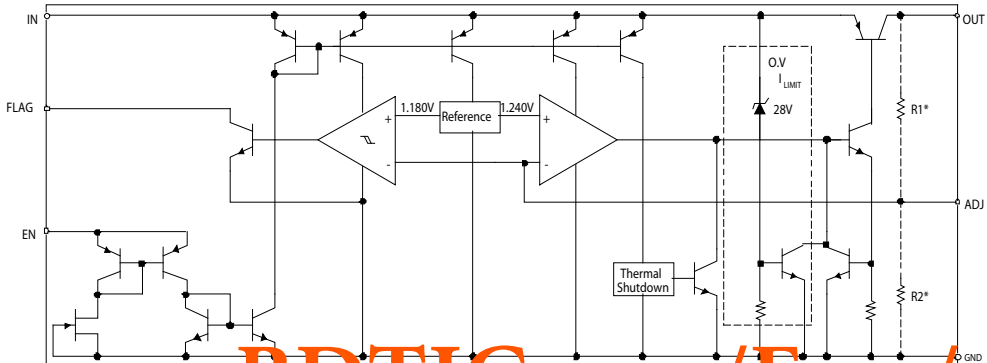 IN
OUT
O.V
I LIMIT
28V
FLAG
1.180V
Reference
1.240V
+
+
-
-
R1*
ADJ
EN
Thermal
Shutdown
R2*
GND